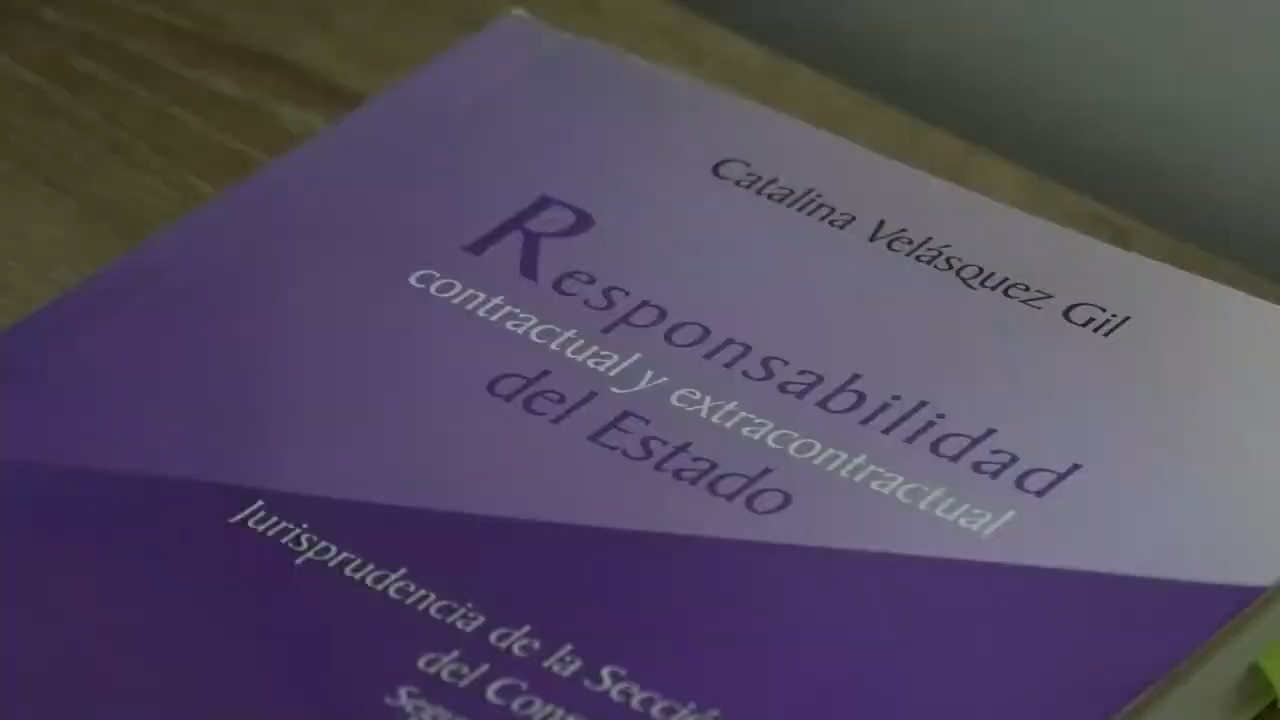 Catalina Velásquez Gil
Responsabilidad
contractual y extracontractual
del Estado
Jurisprudencia de la
del